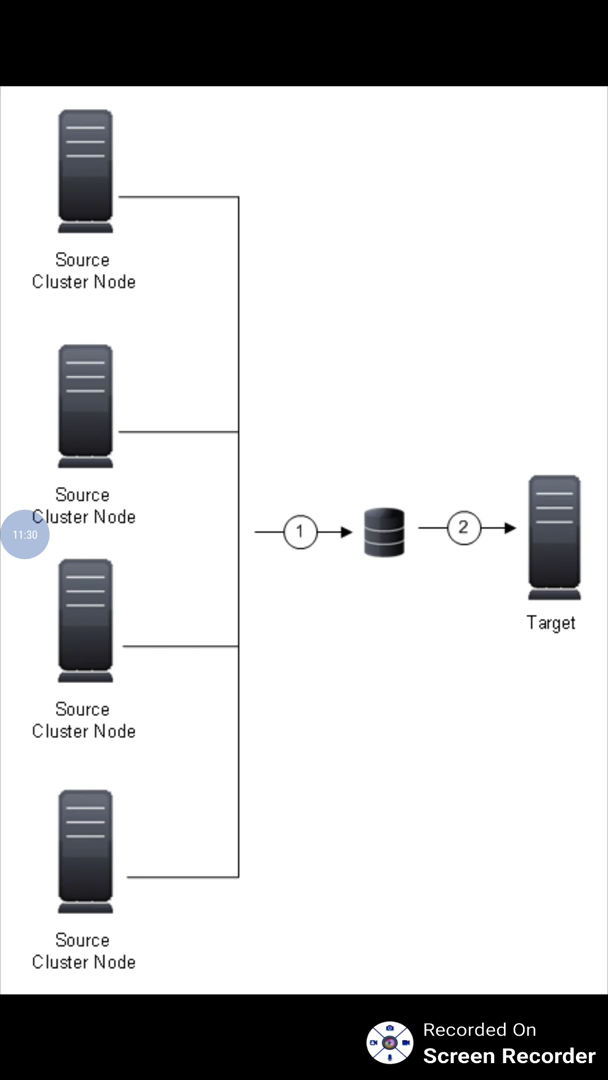 Source
Cluster Node
Source
Cluster Node
11:30
1
2
Target
Source
Cluster Node
Source
Cluster Node
Recorded On
Screen Recorder